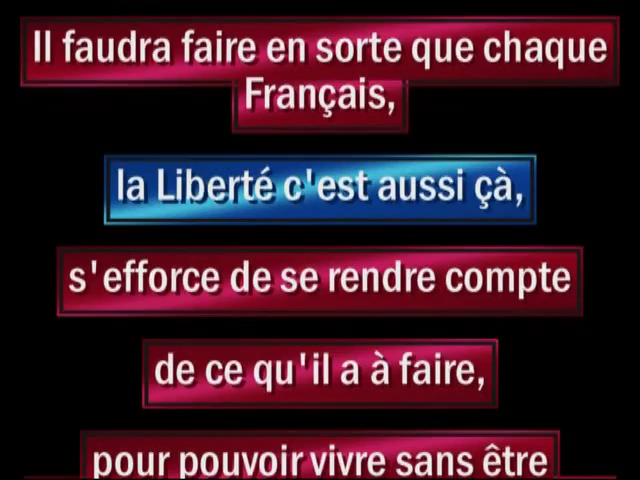 Il faudra faire en sorte que chaque
Français,
la Liberté c'est aussi çà,
s'efforce de se rendre compte
de ce qu'il a à faire,
pour pouvoir vivre sans être